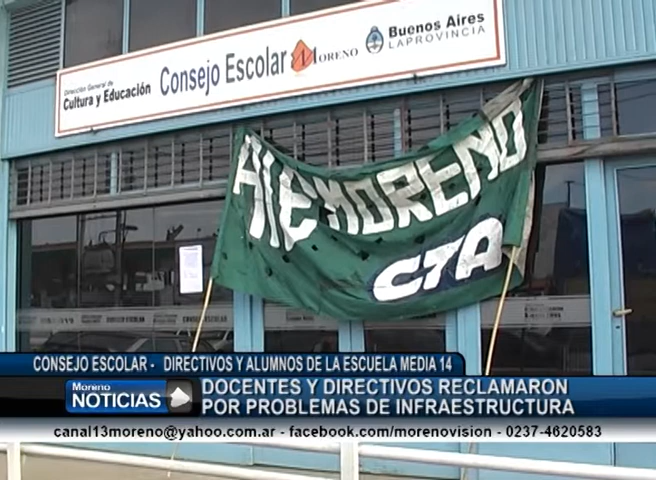 Dirección General de
Cultura y Educación
Consejo Escolar
MORENO
Buenos Aires
LA PROVINCIA
ATE MORENO
CTA
CONSEJO ESCOLAR - DIRECTIVOS Y ALUMNOS DE LA ESCUELA MEDIA 14
Moreno
NOTICIAS
DOCENTES Y DIRECTIVOS RECLAMARON
POR PROBLEMAS DE INFRAESTRUCTURA
canal13moreno@yahoo.com.ar - facebook.com/morenovision - 0237-4620583